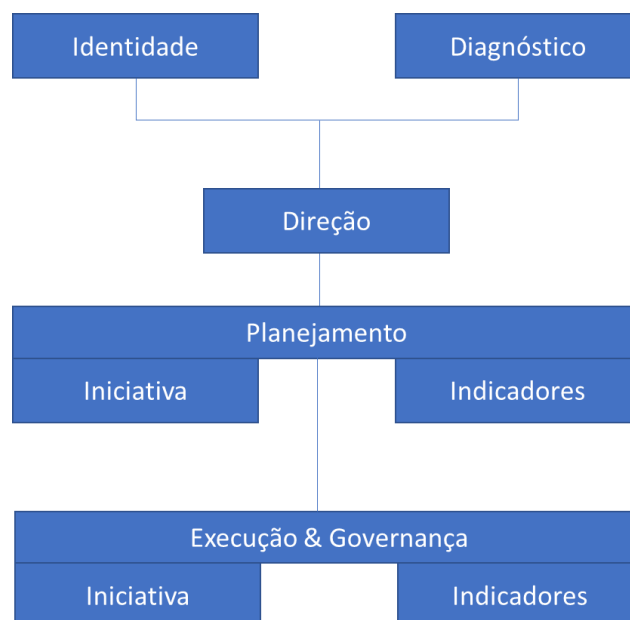 Identidade
Diagnóstico
Direção
Planejamento
Iniciativa
Indicadores
Execução & Governança
Iniciativa
Indicadores